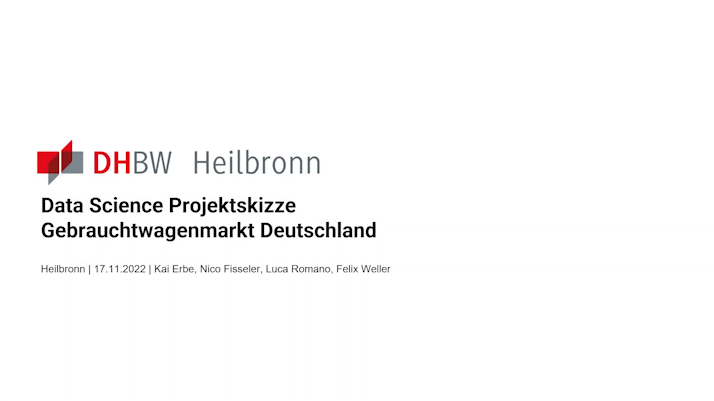 DHBW Heilbronn
Data Science Projektskizze
Gebrauchtwagenmarkt Deutschland
Heilbronn | 17.11.2022 | Kai Erbe, Nico Fisseler, Luca Romano, Felix Weller